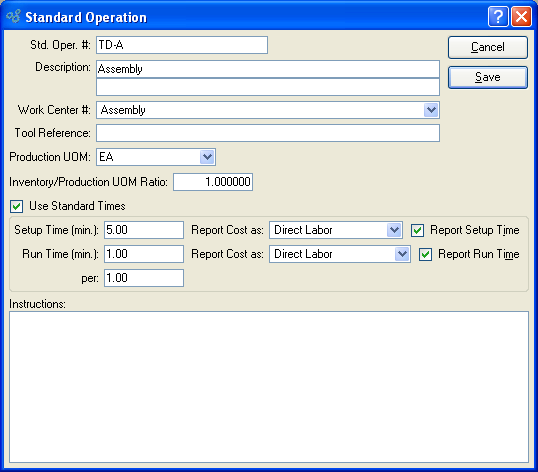 Standard Operation
Std. Oper. #: TD-A
Cancel
Description: Assembly
Save
Work Center #: Assembly
Tool Reference:
Production UOM: EA
Inventory/Production UOM Ratio: 1.000000
Use Standard Times
Setup Time (min.): 5.00 Report Cost as: Direct Labor Report Setup Time
Run Time (min.): 1.00 Report Cost as: Direct Labor Report Run Time
per: 1.00
Instructions: